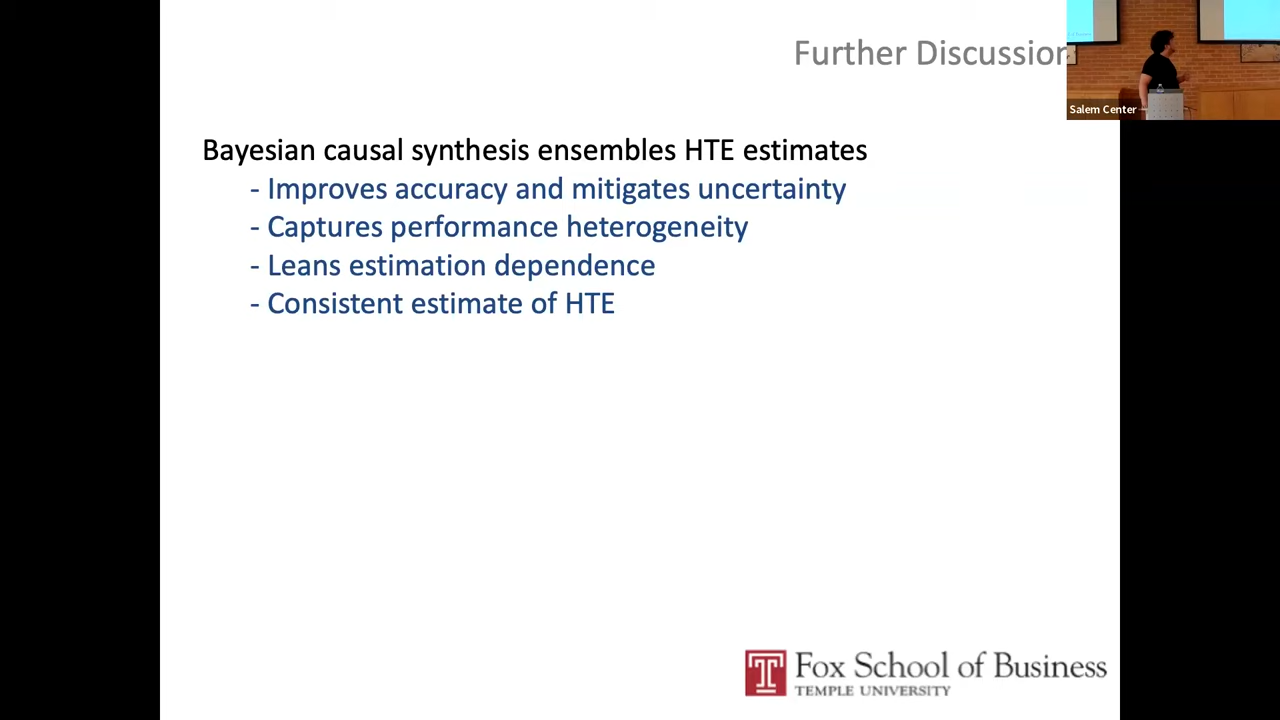 Further Discussion
Salem Center
Bayesian causal synthesis ensembles HTE estimates
- Improves accuracy and mitigates uncertainty
- Captures performance heterogeneity
- Leans estimation dependence
- Consistent estimate of HTE
Fox School of Business
TEMPLE UNIVERSITY